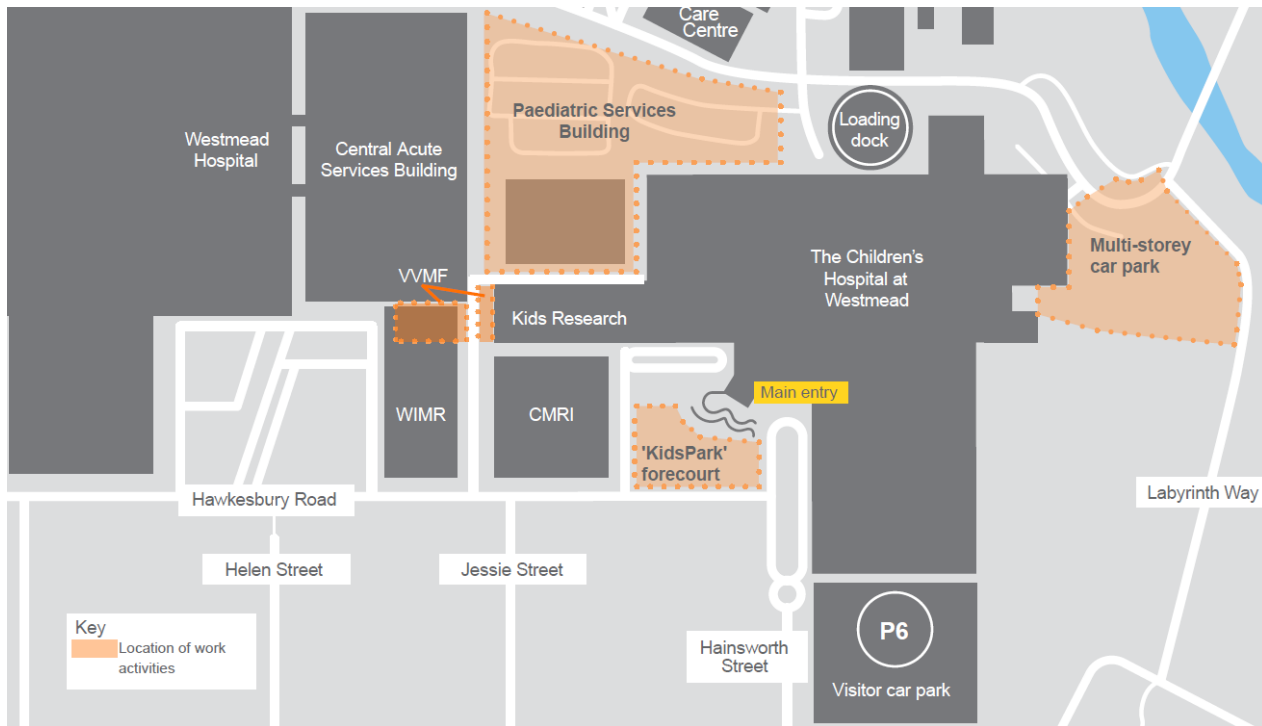 Care
Centre
Westmead
Hospital
Central Acute
Services Building
Paediatric Services
Building
Loading
dock
The Children's
Hospital at
Westmead
Multi-storey
car park
VVMF
Kids Research
WIMR
CMRI
Main entry
'KidsPark'
forecourt
Hawkesbury Road
Labyrinth Way
Helen Street
Jessie Street
Hainsworth
Street
P6
Visitor car park
Key
Location of work
activities